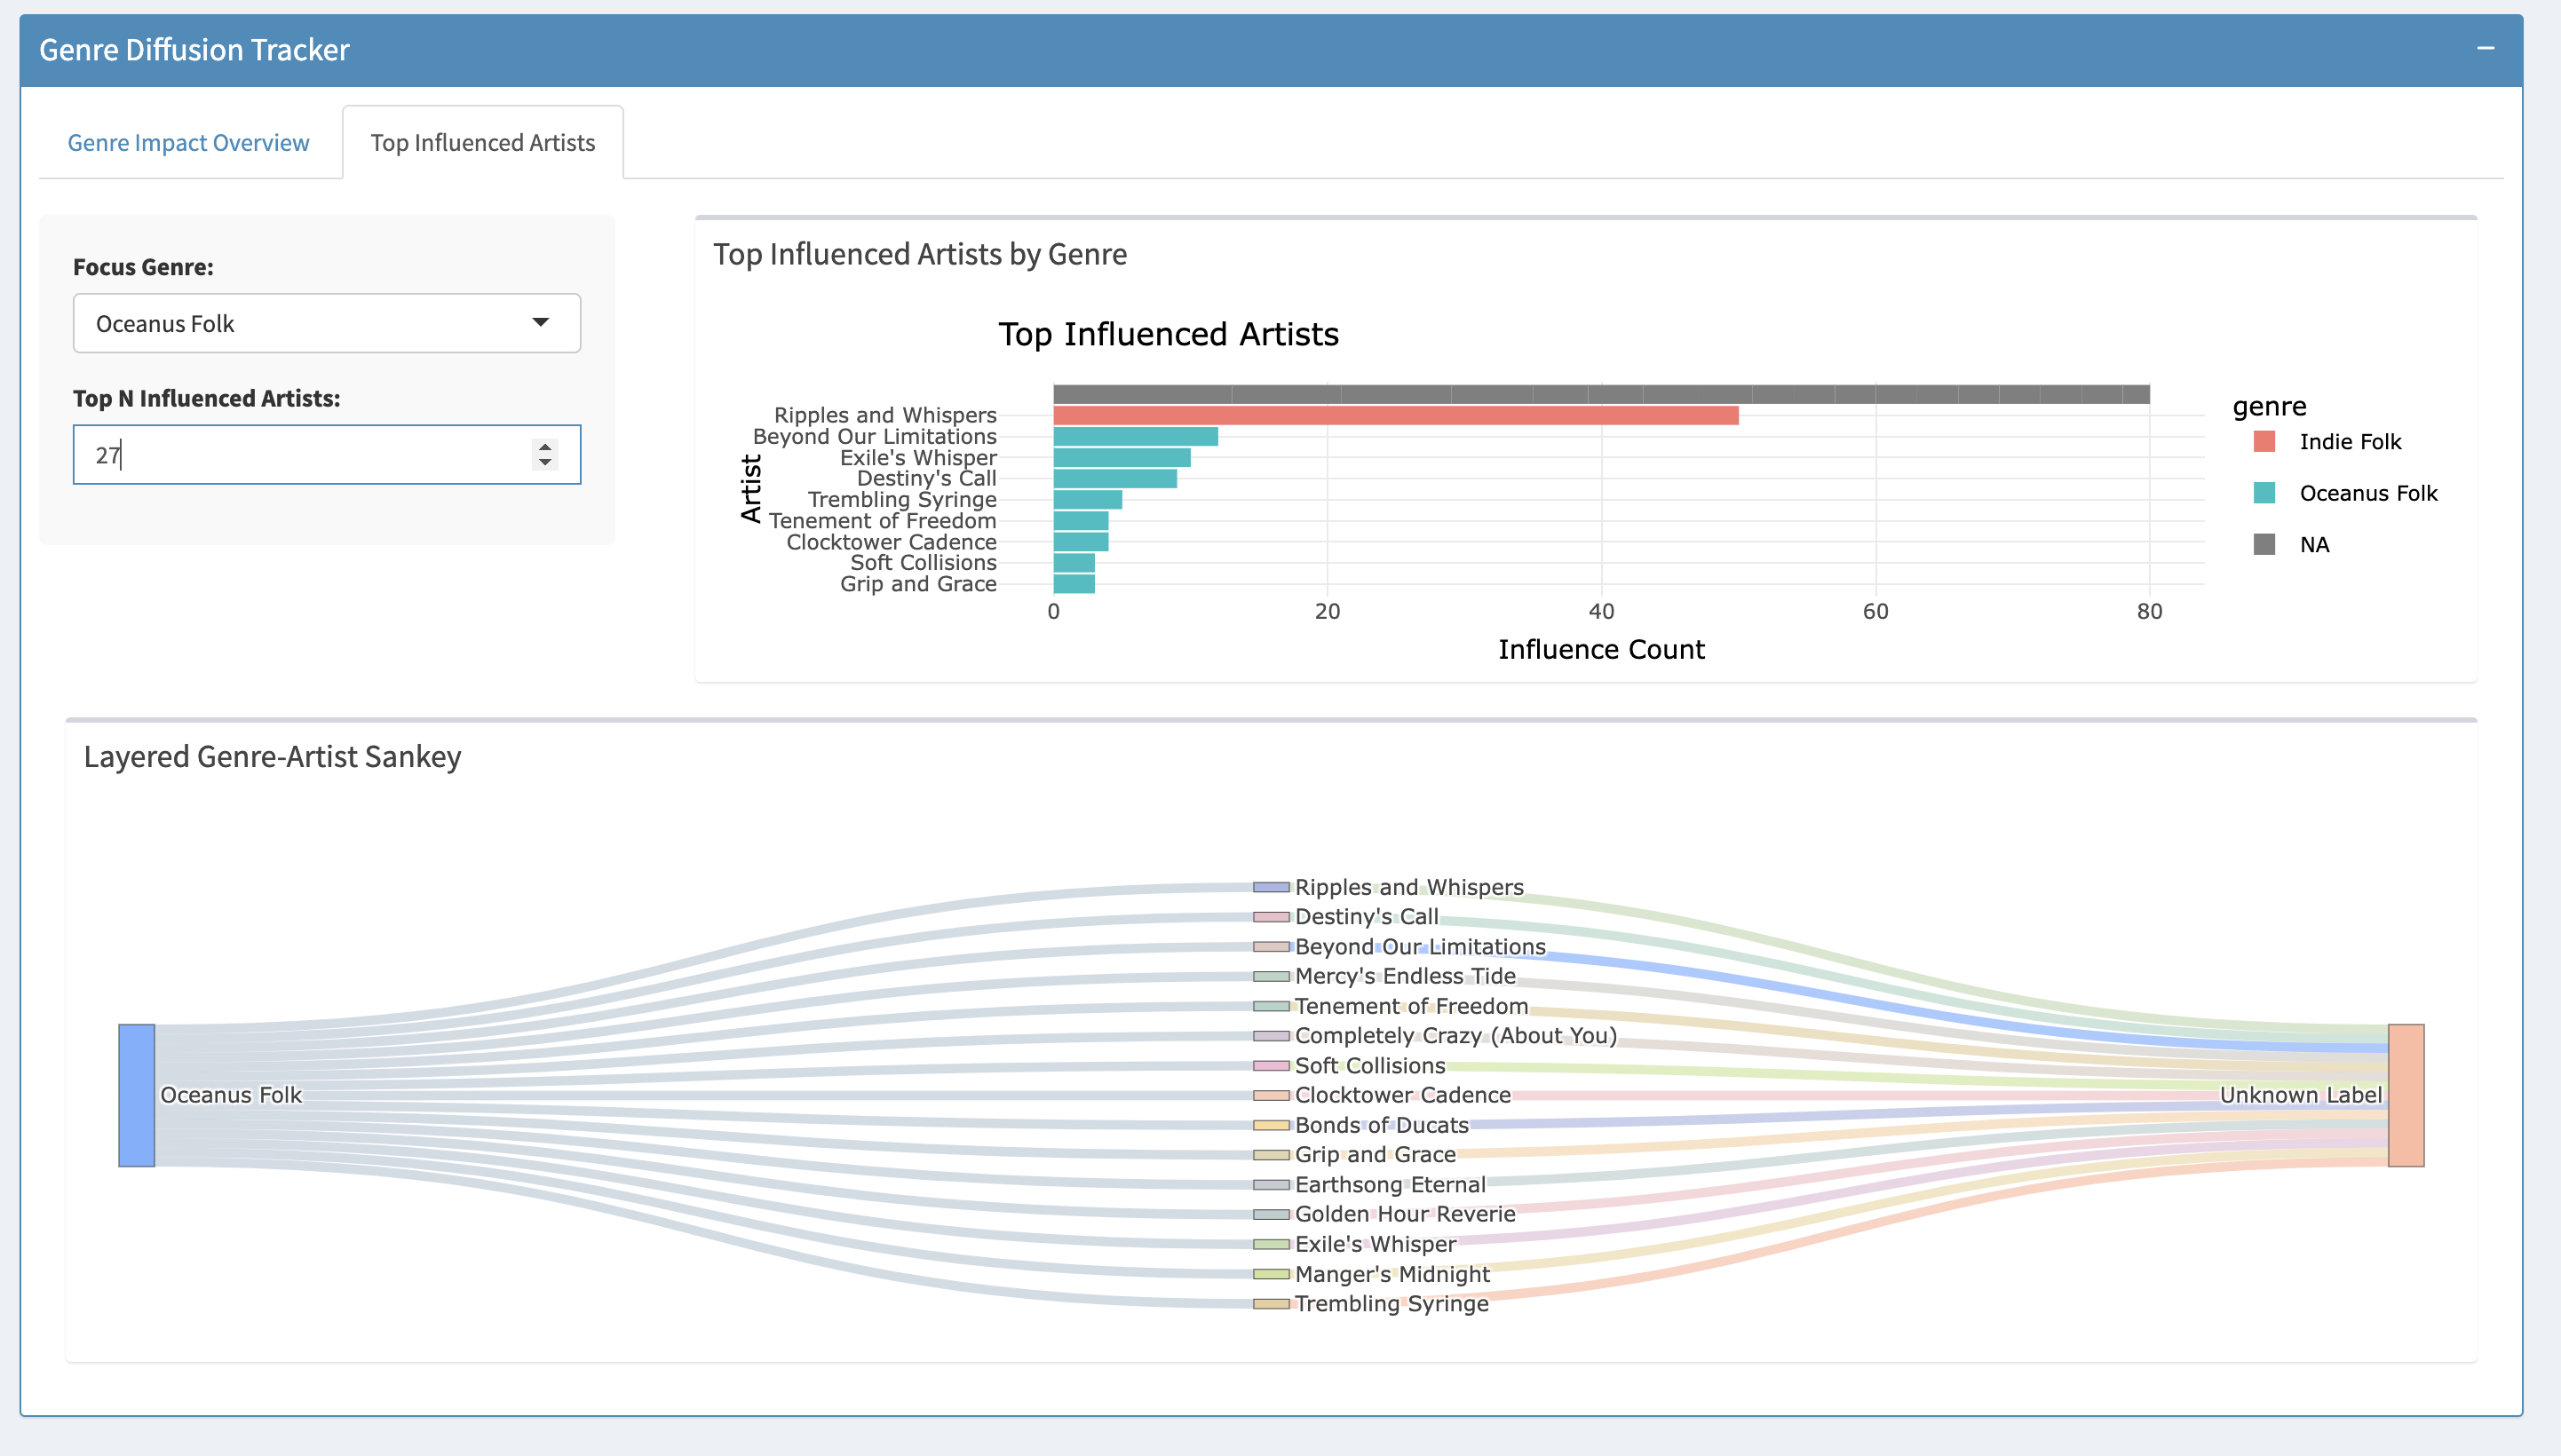 Genre Diffusion Tracker
Genre Impact Overview
Top Influenced Artists
Focus Genre:
Oceanus Folk
Top N Influenced Artists:
27
Top Influenced Artists by Genre
Top Influenced Artists
Artist
Ripples and Whispers
Beyond Our Limitations
Exile's Whisper
Destiny's Call
Trembling Syringe
Tenement of Freedom
Clocktower Cadence
Soft Collisions
Grip and Grace
0 20 40 60 80
Influence Count
genre
Indie Folk
Oceanus Folk
NA
Layered Genre-Artist Sankey
Oceanus Folk
Ripples and Whispers
Destiny's Call
Beyond Our Limitations
Mercy's Endless Tide
Tenement of Freedom
Completely Crazy (About You)
Soft Collisions
Clocktower Cadence
Bonds of Ducats
Grip and Grace
Earthsong Eternal
Golden Hour Reverie
Exile's Whisper
Manger's Midnight
Trembling Syringe
Unknown Label